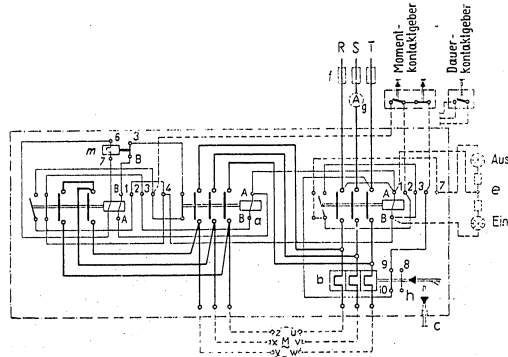 Moment-
kontaktgeber
Dauer-
kontaktgeber
R S T
f
A
g
6 3
m
7 B
B 1 2 3 4
A
A
B a
A 1 2 3 7
B
Aus
e
Ein
9 8
b
10 h
c
z u
x M v
y w